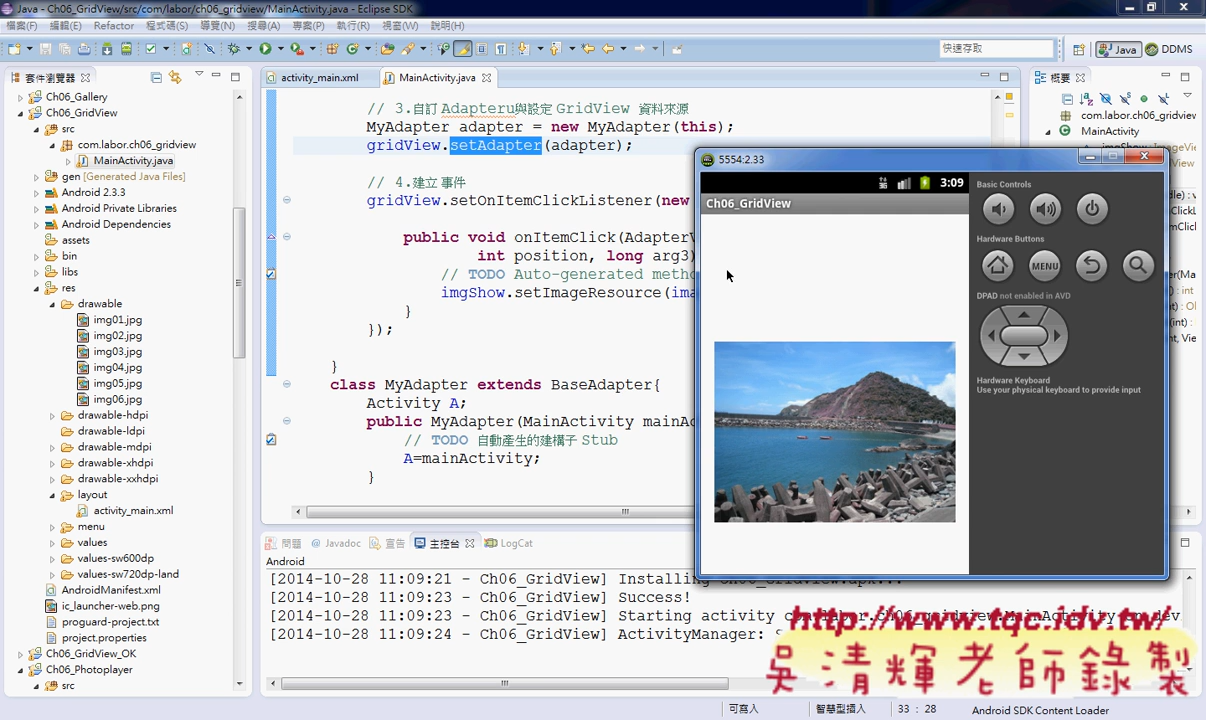 Java - Ch06_GridView/src/com/labor/ch06_gridview/MainActivity.java - Eclipse SDK
檔案(F) 編輯(E) Refactor 程式碼(S) 導覽(N) 搜尋(A) 專案(P) 執行(R) 視窗(W) 說明(H)
快速存取
Java DDMS
套件瀏覽器
activity_main.xml MainActivity.java
概要
Ch06_Gallery
Ch06_GridView
src
com.labor.ch06_gridview
MainActivity.java
gen [Generated Java Files]
Android 2.3.3
Android Private Libraries
Android Dependencies
assets
bin
libs
res
drawable
img01.jpg
img02.jpg
img03.jpg
img04.jpg
img05.jpg
img06.jpg
drawable-hdpi
drawable-ldpi
drawable-mdpi
drawable-xhdpi
drawable-xxhdpi
layout
activity_main.xml
menu
values
values-sw600dp
values-sw720dp-land
AndroidManifest.xml
ic_launcher-web.png
proguard-project.txt
project.properties
Ch06_GridView_OK
Ch06_Photoplayer
src
// 3.自訂 Adapteru與設定 GridView 資料來源
MyAdapter adapter = new MyAdapter(this);
gridView.setAdapter(adapter);
// 4.建立 事件
gridView.setOnItemClickListener(new
public void onItemClick(AdapterV
int position, long arg3)
// TODO Auto-generated metho
imgShow.setImageResource(ima
}
});
}
class MyAdapter extends BaseAdapter{
Activity A;
public MyAdapter(MainActivity mainA
// TODO 自動產生的建構子 Stub
A=mainActivity;
}
com.labor.ch06_gridview
MainActivity
5554:2.33
3:09
Ch06_GridView
Basic Controls
Hardware Buttons
MENU
DPAD not enabled in AVD
Hardware Keyboard
Use your physical keyboard to provide input
問題 Javadoc 宣告 主控台 LogCat
Android
[2014-10-28 11:09:21 - Ch06_GridView] Installing Ch06_GridView.apk...
[2014-10-28 11:09:23 - Ch06_GridView] Success!
[2014-10-28 11:09:23 - Ch06_GridView] Starting activity com.labor.ch06_gridview.MainActivity on dev
[2014-10-28 11:09:24 - Ch06_GridView] ActivityManager: S
http://www.tqc.idv.tw/
吳清輝老師錄製
可寫入 智慧型插入 33 : 28 Android SDK Content Loader